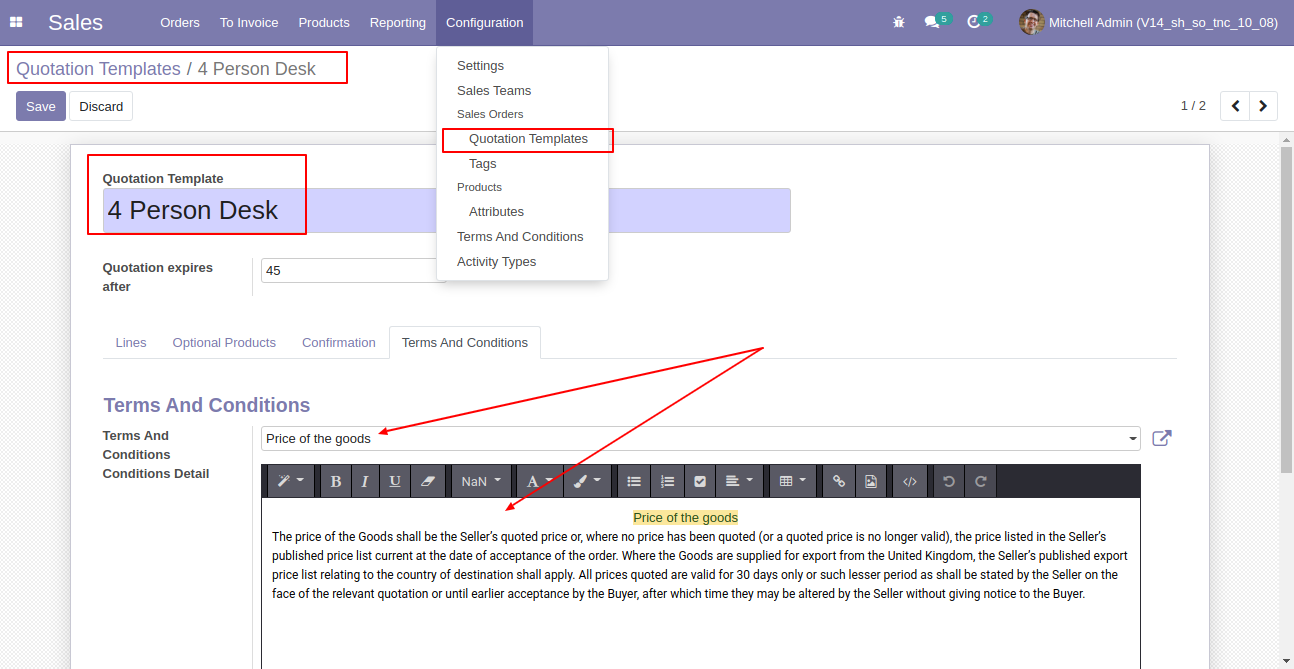 Sales
Orders
To Invoice
Products
Reporting
Configuration
5
2
Mitchell Admin (V14_sh_so_tnc_10_08)
Quotation Templates / 4 Person Desk
Save
Discard
1 / 2
Settings
Sales Teams
Sales Orders
Quotation Templates
Tags
Products
Attributes
Terms And Conditions
Activity Types
Quotation Template
4 Person Desk
Quotation expires
after
45
Lines
Optional Products
Confirmation
Terms And Conditions
Terms And Conditions
Terms And
Conditions
Price of the goods
Conditions Detail
B
I
U
NaN
A
</>
Price of the goods
The price of the Goods shall be the Seller's quoted price or, where no price has been quoted (or a quoted price is no longer valid), the price listed in the Seller's
published price list current at the date of acceptance of the order. Where the Goods are supplied for export from the United Kingdom, the Seller's published export
price list relating to the country of destination shall apply. All prices quoted are valid for 30 days only or such lesser period as shall be stated by the Seller on the
face of the relevant quotation or until earlier acceptance by the Buyer, after which time they may be altered by the Seller without giving notice to the Buyer.